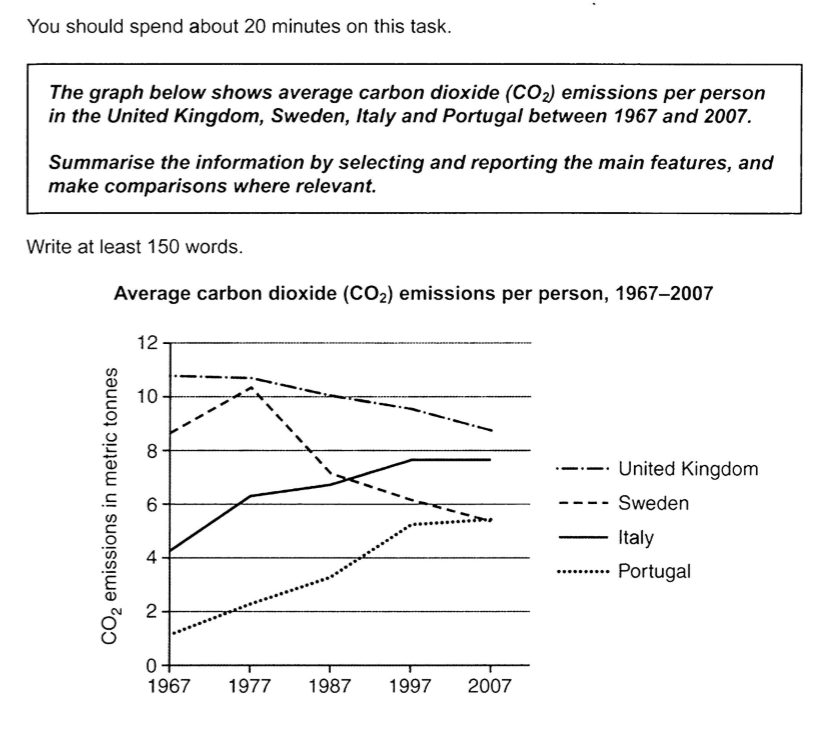 You should spend about 20 minutes on this task.
The graph below shows average carbon dioxide (CO₂) emissions per person
in the United Kingdom, Sweden, Italy and Portugal between 1967 and 2007.
Summarise the information by selecting and reporting the main features, and
make comparisons where relevant.
Write at least 150 words.
Average carbon dioxide (CO₂) emissions per person, 1967–2007
CO₂ emissions in metric tonnes
12
10
8
6
4
2
0
1967 1977 1987 1997 2007
United Kingdom
Sweden
Italy
Portugal